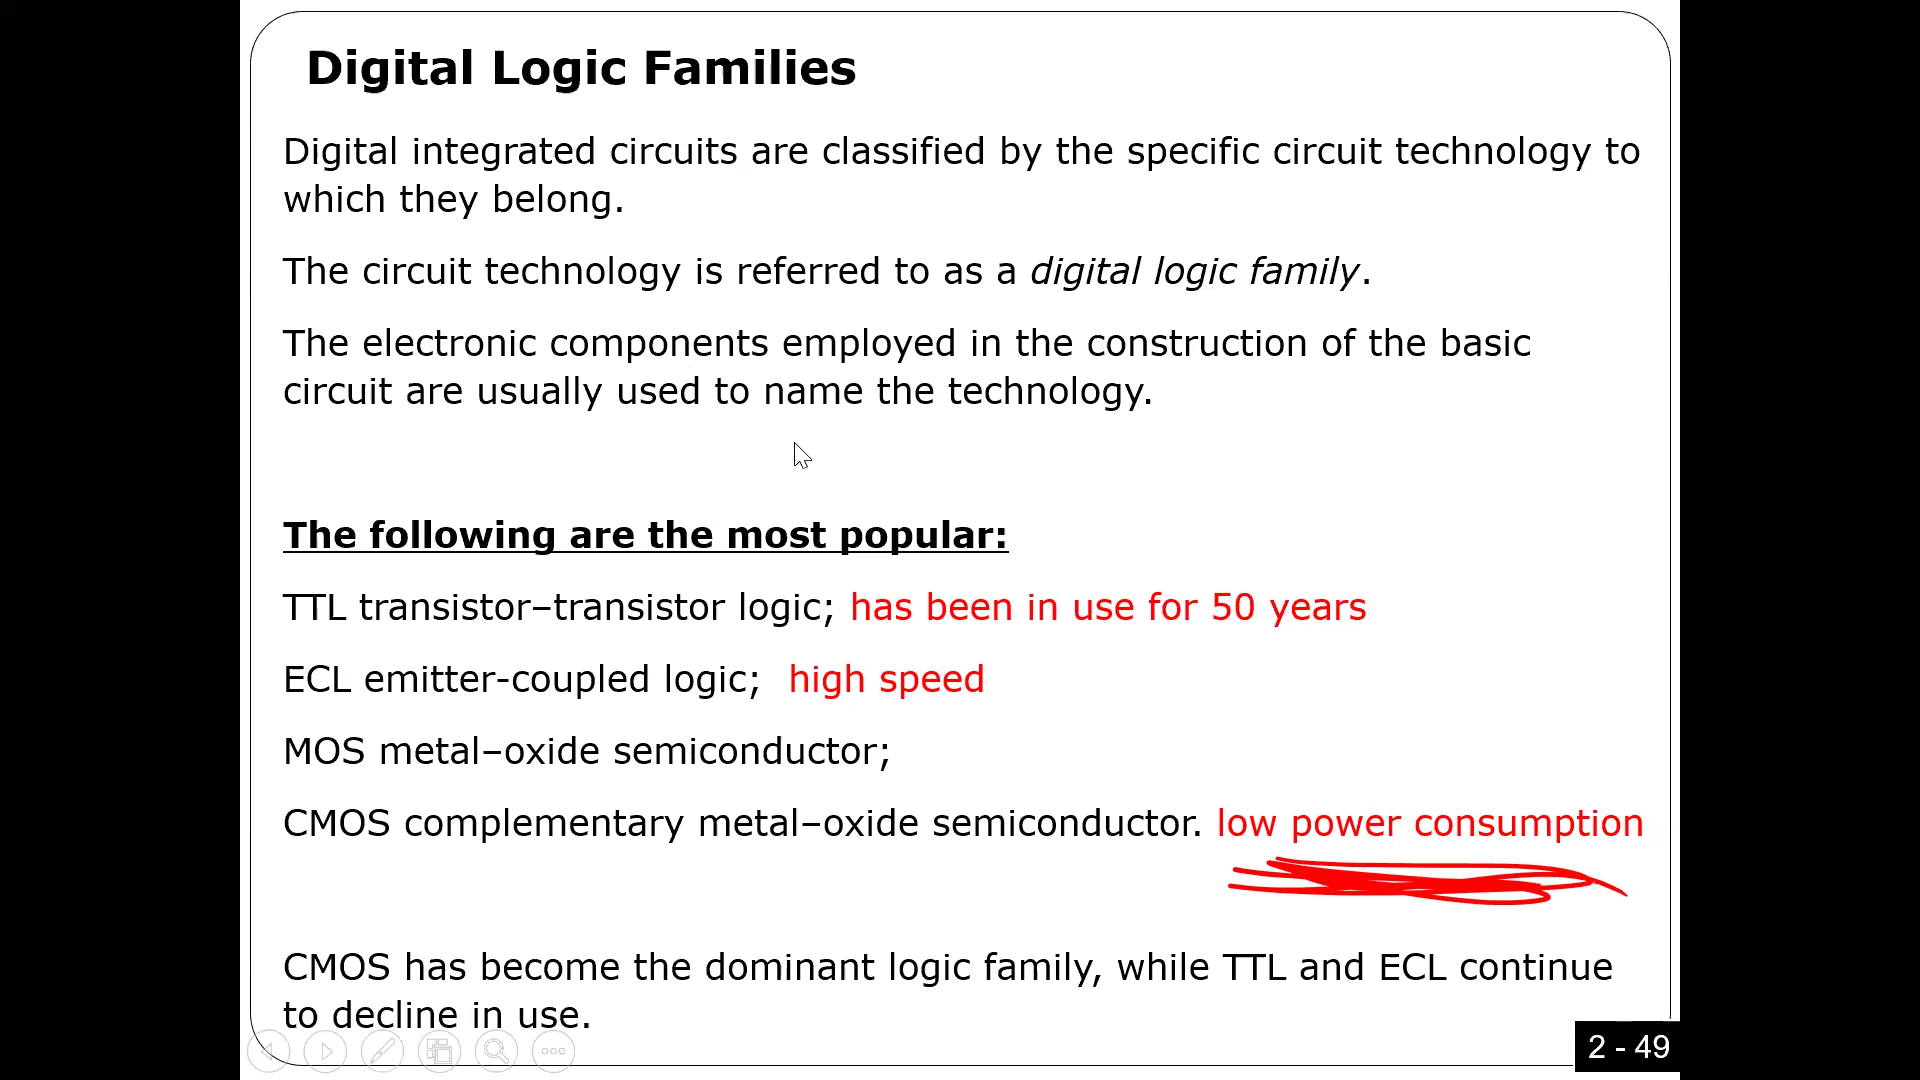 Digital Logic Families
Digital integrated circuits are classified by the specific circuit technology to
which they belong.
The circuit technology is referred to as a digital logic family.
The electronic components employed in the construction of the basic
circuit are usually used to name the technology.
The following are the most popular:
TTL transistor–transistor logic; has been in use for 50 years
ECL emitter-coupled logic; high speed
MOS metal–oxide semiconductor;
CMOS complementary metal–oxide semiconductor. low power consumption
CMOS has become the dominant logic family, while TTL and ECL continue
to decline in use.
2 - 49